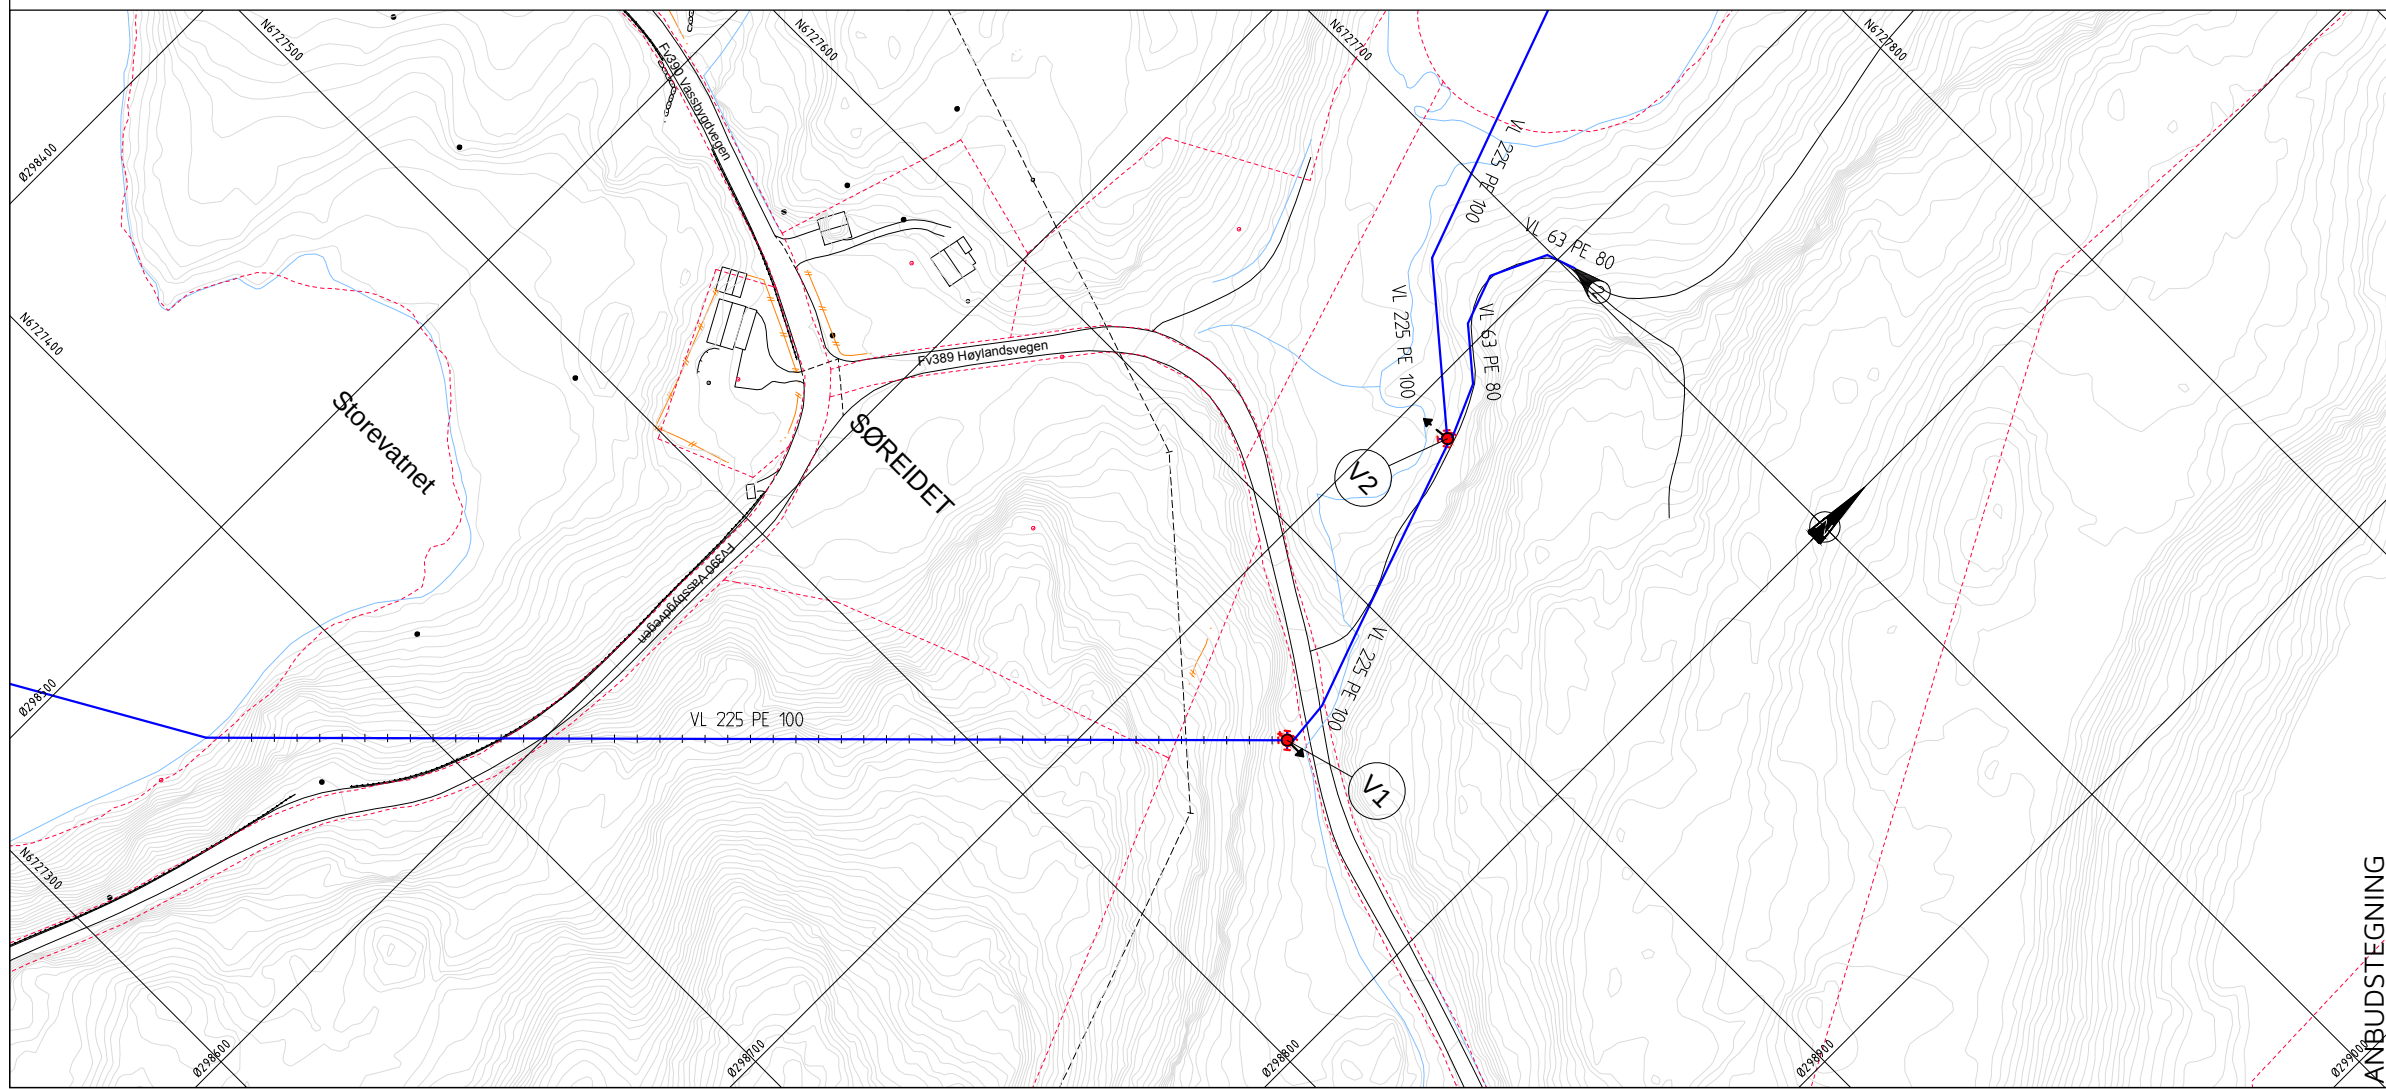 N6727500
N6727600
N6727700
N6727800
Ø298400
Fv390 Vassbygdvegen
VL 225 PE 100
VL 63 PE 80
N6727400
Fv389 Høylandsvegen
VL 225 PE 100
VL 63 PE 80
Storevatnet
SØREIDET
V2
Fv390 Vassbygdvegen
Ø298500
VL 225 PE 100
VL 225 PE 100
V1
N6727300
Ø298600
Ø298700
Ø298800
Ø298900
Ø299000
ANBUDSTEGNING